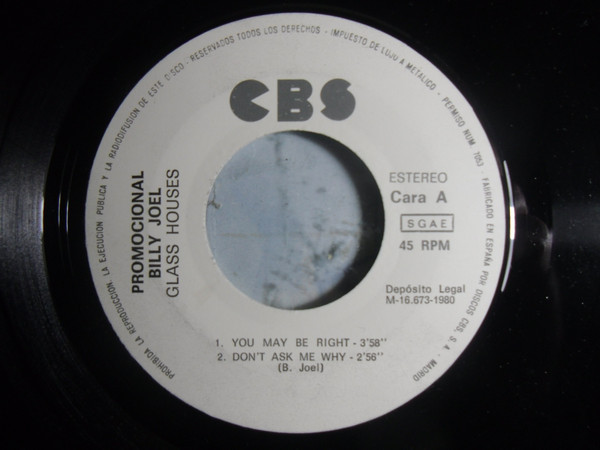 PROHIBIDA LA REPRODUCCION, LA EJECUCION PUBLICA Y LA RADIODIFUSION DE ESTE DISCO - RESERVADOS TODOS LOS DERECHOS - IMPUESTO DE LUJO A METALICO - PERMISO NUM. 7053 FABRICADO EN ESPAÑA POR DISCOS CBS, S. A. - MADRID
CBS
PROMOCIONAL
BILLY JOEL
GLASS HOUSES
ESTEREO
Cara A
SGAE
45 RPM
Depósito Legal
M-16.673-1980
1. YOU MAY BE RIGHT - 3'58"
2. DON'T ASK ME WHY - 2'56"
(B. Joel)